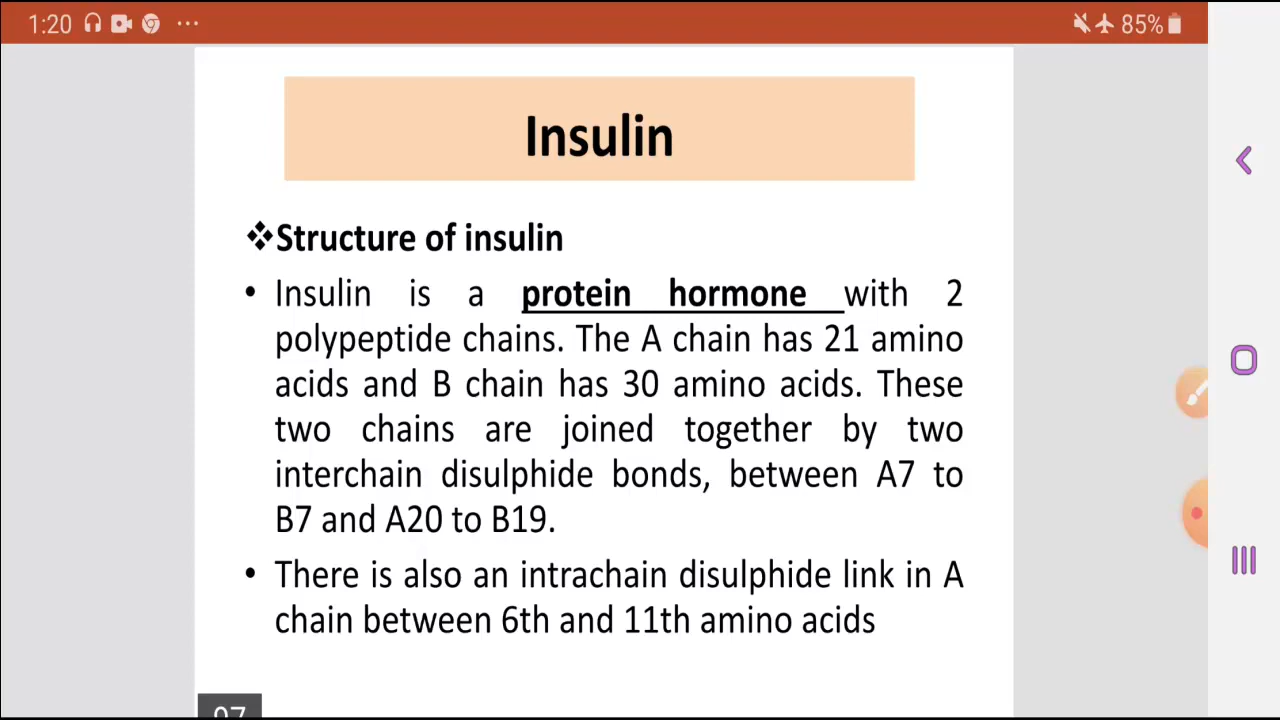 1:20
85%
Insulin
❖Structure of insulin
• Insulin is a protein hormone with 2
polypeptide chains. The A chain has 21 amino
acids and B chain has 30 amino acids. These
two chains are joined together by two
interchain disulphide bonds, between A7 to
B7 and A20 to B19.
• There is also an intrachain disulphide link in A
chain between 6th and 11th amino acids